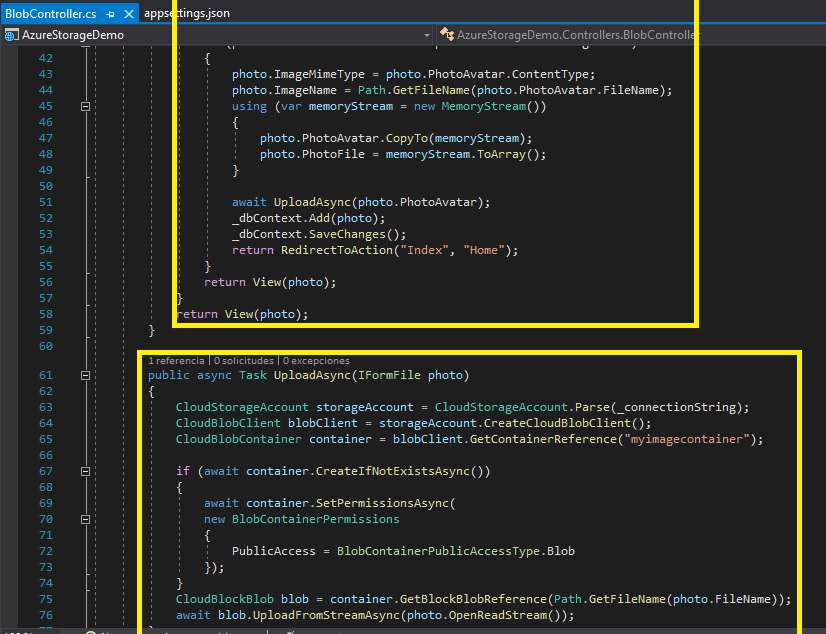 BlobController.cs appsettings.json
AzureStorageDemo AzureStorageDemo.Controllers.BlobController
42 {
43 photo.ImageMimeType = photo.PhotoAvatar.ContentType;
44 photo.ImageName = Path.GetFileName(photo.PhotoAvatar.FileName);
45 using (var memoryStream = new MemoryStream())
46 {
47 photo.PhotoAvatar.CopyTo(memoryStream);
48 photo.PhotoFile = memoryStream.ToArray();
49 }
50
51 await UploadAsync(photo.PhotoAvatar);
52 _dbContext.Add(photo);
53 _dbContext.SaveChanges();
54 return RedirectToAction("Index", "Home");
55 }
56 return View(photo);
57 }
58 return View(photo);
59 }
60
1 referencia | 0 solicitudes | 0 excepciones
61 public async Task UploadAsync(IFormFile photo)
62 {
63 CloudStorageAccount storageAccount = CloudStorageAccount.Parse(_connectionString);
64 CloudBlobClient blobClient = storageAccount.CreateCloudBlobClient();
65 CloudBlobContainer container = blobClient.GetContainerReference("myimagecontainer");
66
67 if (await container.CreateIfNotExistsAsync())
68 {
69 await container.SetPermissionsAsync(
70 new BlobContainerPermissions
71 {
72 PublicAccess = BlobContainerPublicAccessType.Blob
73 });
74 }
75 CloudBlockBlob blob = container.GetBlockBlobReference(Path.GetFileName(photo.FileName));
76 await blob.UploadFromStreamAsync(photo.OpenReadStream());